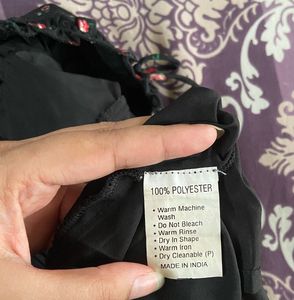 100% POLYESTER
• Warm Machine
Wash
• Do Not Bleach
• Warm Rinse
• Dry In Shape
• Warm Iron
• Dry Cleanable (P)
MADE IN INDIA